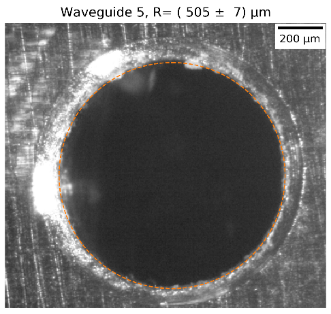 Waveguide 5, R= ( 505 ±  7) μm
200 μm